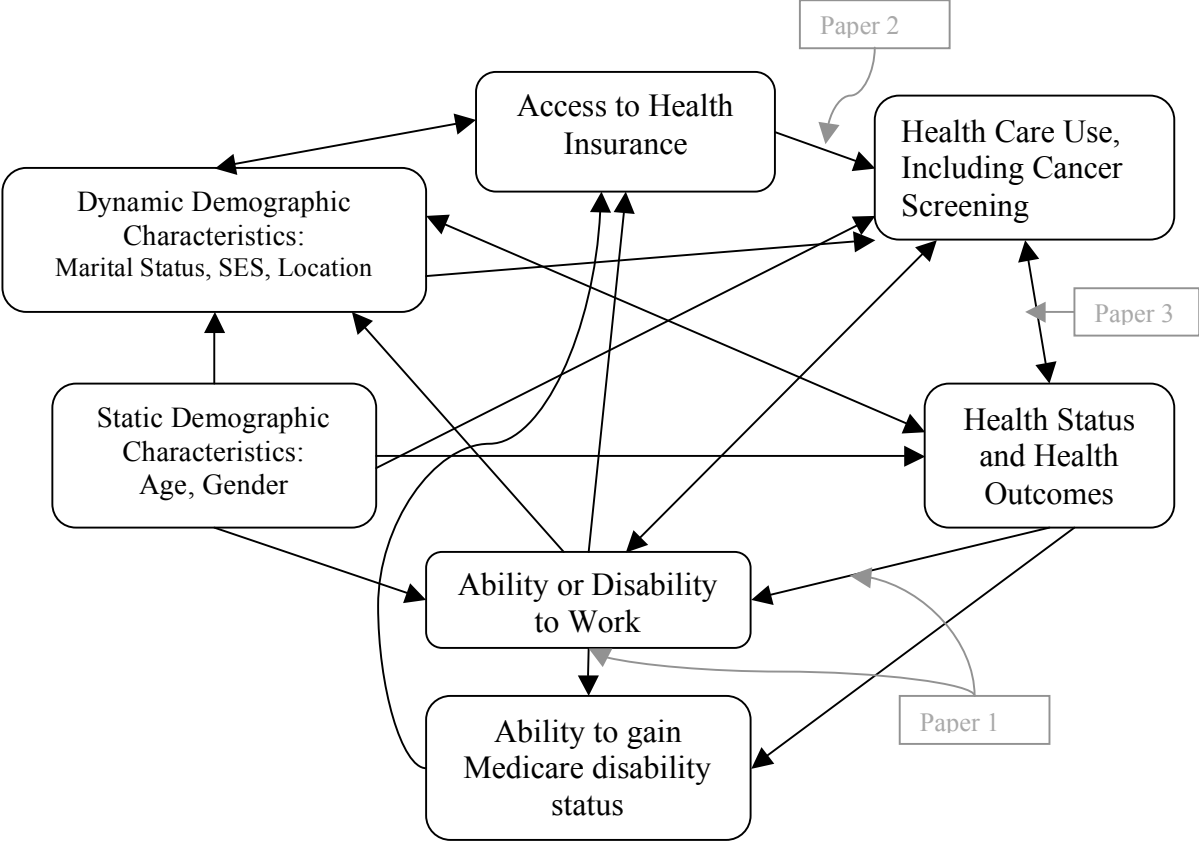 Paper 2
Access to Health
Insurance
Health Care Use,
Including Cancer
Screening
Dynamic Demographic
Characteristics:
Marital Status, SES, Location
Paper 3
Static Demographic
Characteristics:
Age, Gender
Health Status
and Health
Outcomes
Ability or Disability
to Work
Paper 1
Ability to gain
Medicare disability
status